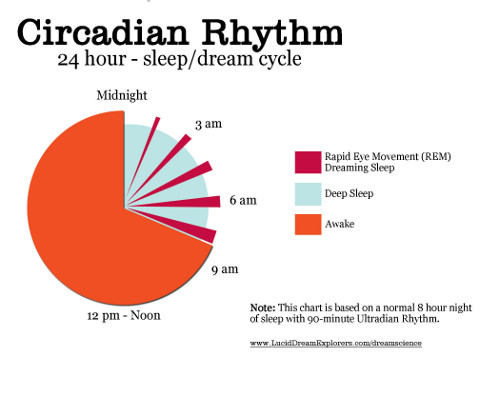 Circadian Rhythm
24 hour - sleep/dream cycle
Midnight
3 am
Rapid Eye Movement (REM)
Dreaming Sleep
Deep Sleep
6 am
Awake
9 am
12 pm - Noon
Note: This chart is based on a normal 8 hour night
of sleep with 90-minute Ultradian Rhythm.
www.LucidDreamExplorers.com/dreamscience